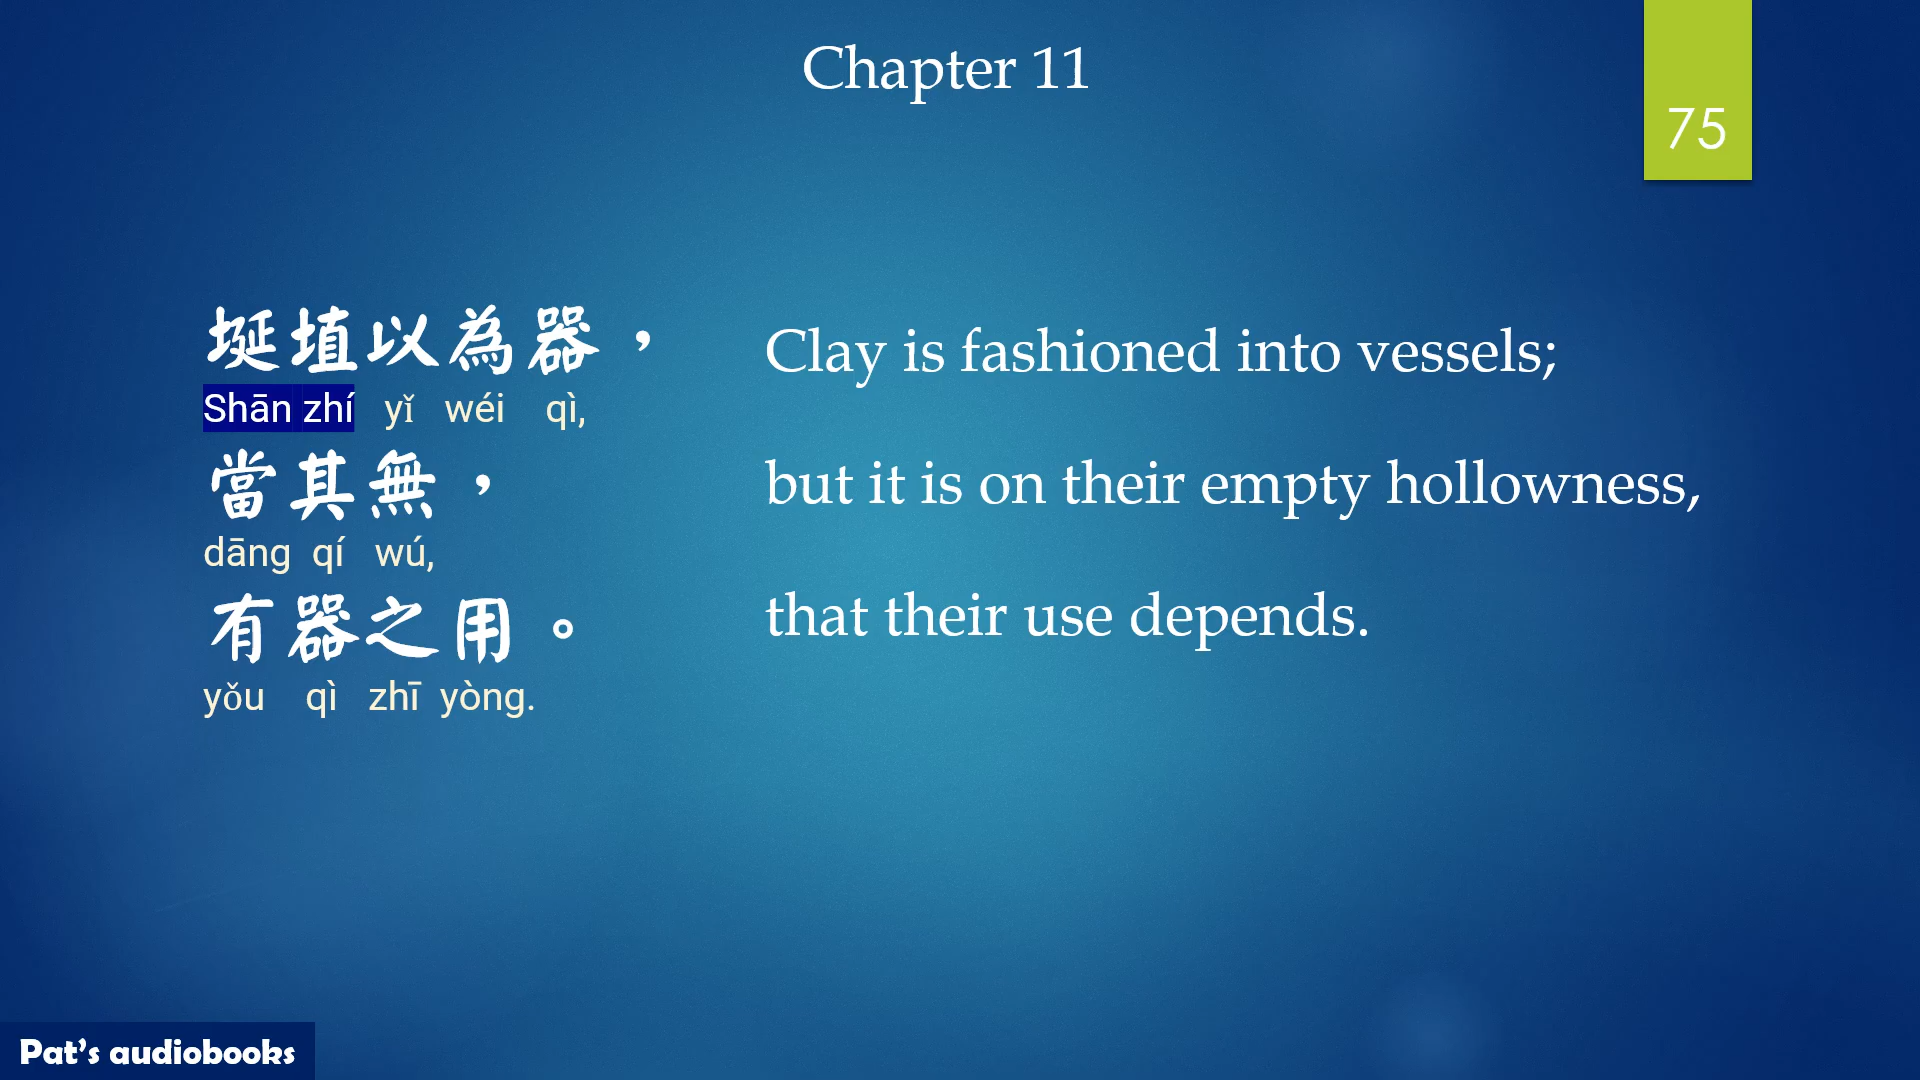 Chapter 11
75
埏埴以為器，
Shān zhí yǐ wéi qì,
當其無，
dāng qí wú,
有器之用。
yǒu qì zhī yòng.
Clay is fashioned into vessels;
but it is on their empty hollowness,
that their use depends.
Pat's audiobooks